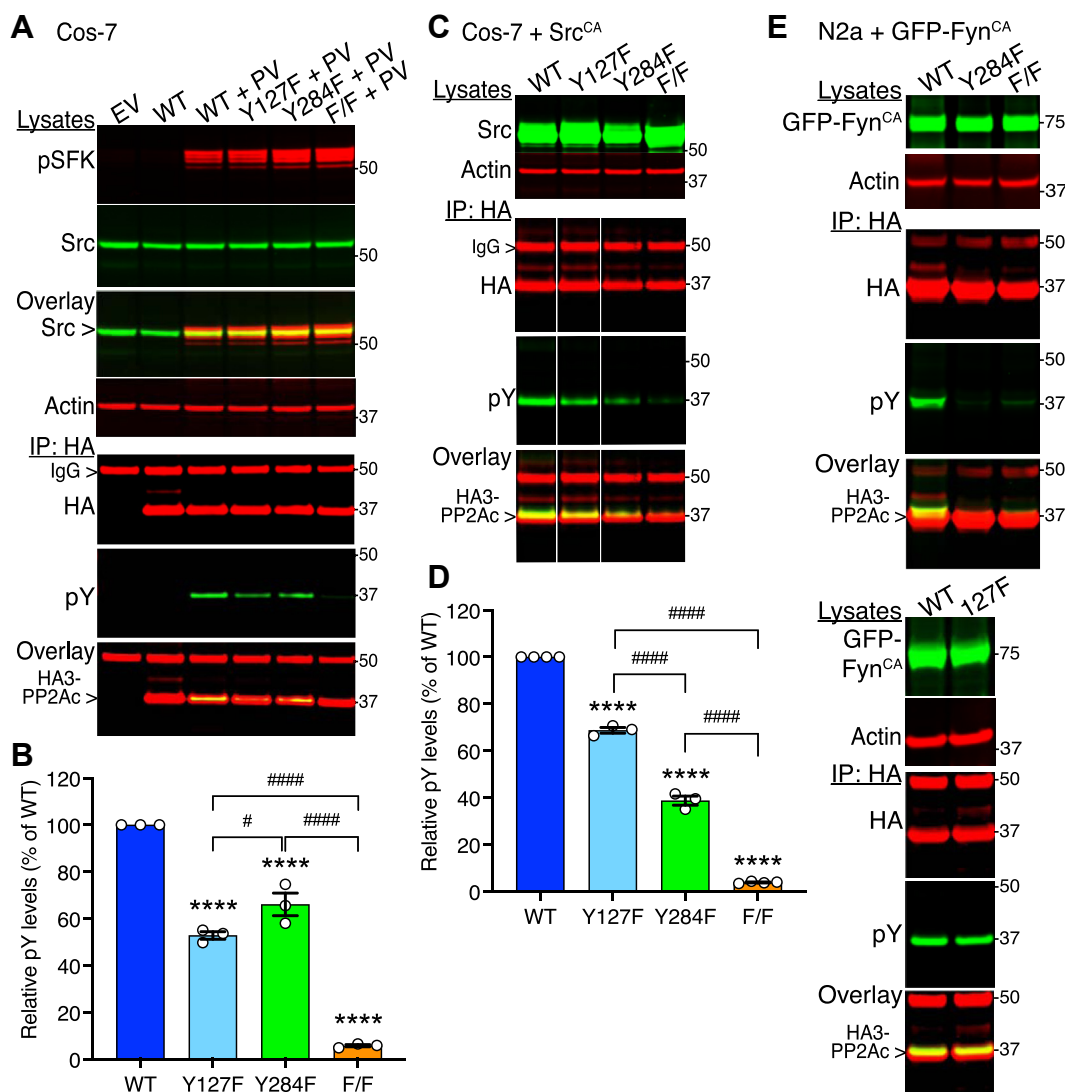 A Cos-7
EV WT WT + PV Y127F + PV Y284F + PV F/F + PV
Lysates
pSFK
50
Src
50
Overlay
Src >
50
Actin
37
IP: HA
IgG >
50
HA
37
50
pY
37
Overlay
50
HA3-
PP2Ac >
37
B
Relative pY levels (% of WT)
120
100
80
60
40
20
0
####
# ####
****
****
****
WT Y127F Y284F F/F
C Cos-7 + SrcCA
WT Y127F Y284F F/F
Lysates
Src
50
Actin
37
IP: HA
IgG >
50
HA
37
50
pY
37
Overlay
50
HA3-
PP2Ac >
37
D
Relative pY levels (% of WT)
120
100
80
60
40
20
0
####
####
####
****
****
****
WT Y127F Y284F F/F
E N2a + GFP-FynCA
WT Y284F F/F
Lysates
GFP-FynCA
75
Actin
37
IP: HA
50
HA
37
50
pY
37
Overlay
50
HA3-
PP2Ac >
37
WT 127F
Lysates
GFP-
FynCA
75
Actin
37
IP: HA
50
HA
37
50
pY
37
Overlay
50
HA3-
PP2Ac >
37